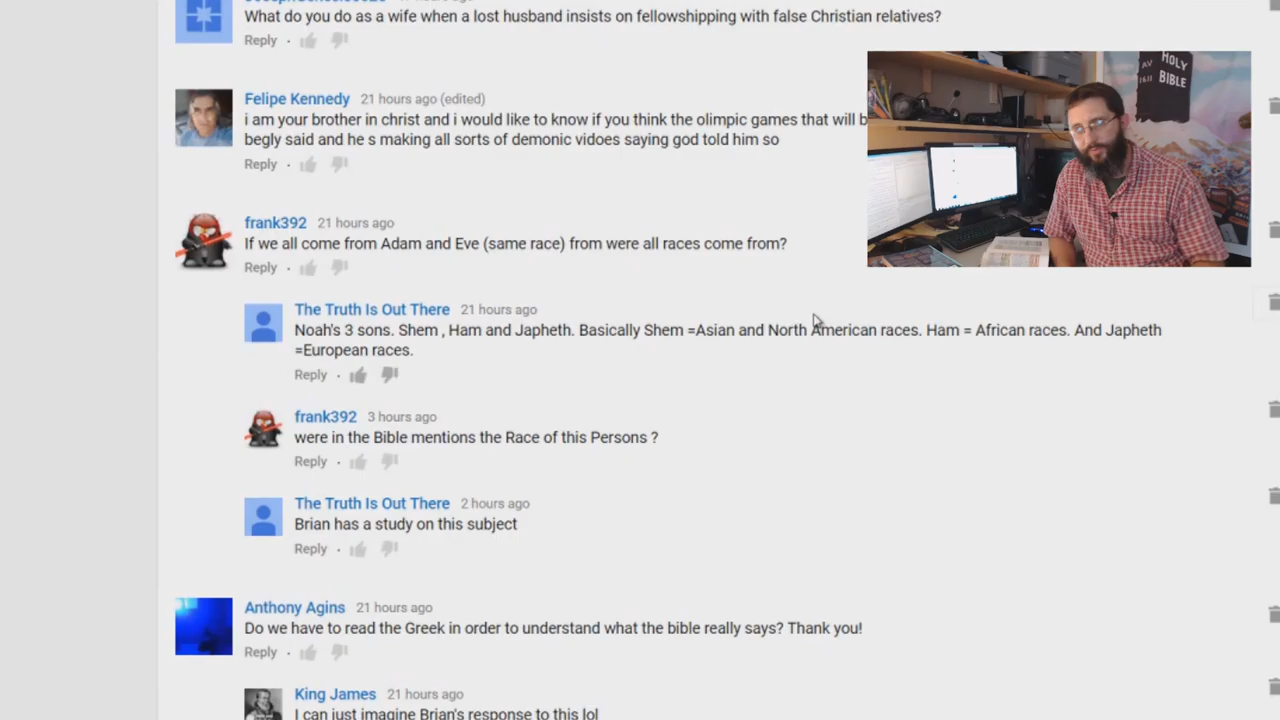 What do you do as a wife when a lost husband insists on fellowshipping with false Christian relatives?
Reply
Felipe Kennedy 21 hours ago (edited)
i am your brother in christ and i would like to know if you think the olimpic games that will b
begly said and he s making all sorts of demonic vidoes saying god told him so
Reply
frank392 21 hours ago
If we all come from Adam and Eve (same race) from were all races come from?
Reply
The Truth Is Out There 21 hours ago
Noah's 3 sons. Shem , Ham and Japheth. Basically Shem =Asian and North American races. Ham = African races. And Japheth
=European races.
Reply
frank392 3 hours ago
were in the Bible mentions the Race of this Persons ?
Reply
The Truth Is Out There 2 hours ago
Brian has a study on this subject
Reply
Anthony Agins 21 hours ago
Do we have to read the Greek in order to understand what the bible really says? Thank you!
Reply
King James 21 hours ago
I can just imagine Brian's response to this lol
AV
1611
HOLY
BIBLE